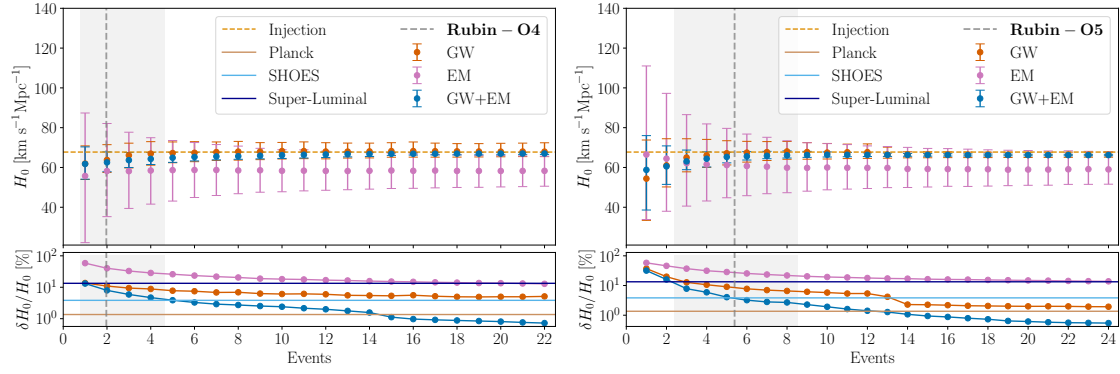 140
120
100
80
60
40
H₀ [km s⁻¹Mpc⁻¹]
Injection
Planck
SHOES
Super-Luminal
Rubin – O4
GW
EM
GW+EM
10²
10¹
10⁰
δH₀/H₀ [%]
0 2 4 6 8 10 12 14 16 18 20 22
Events
140
120
100
80
60
40
H₀ [km s⁻¹Mpc⁻¹]
Injection
Planck
SHOES
Super-Luminal
Rubin – O5
GW
EM
GW+EM
10²
10¹
10⁰
δH₀/H₀ [%]
0 2 4 6 8 10 12 14 16 18 20 22 24
Events